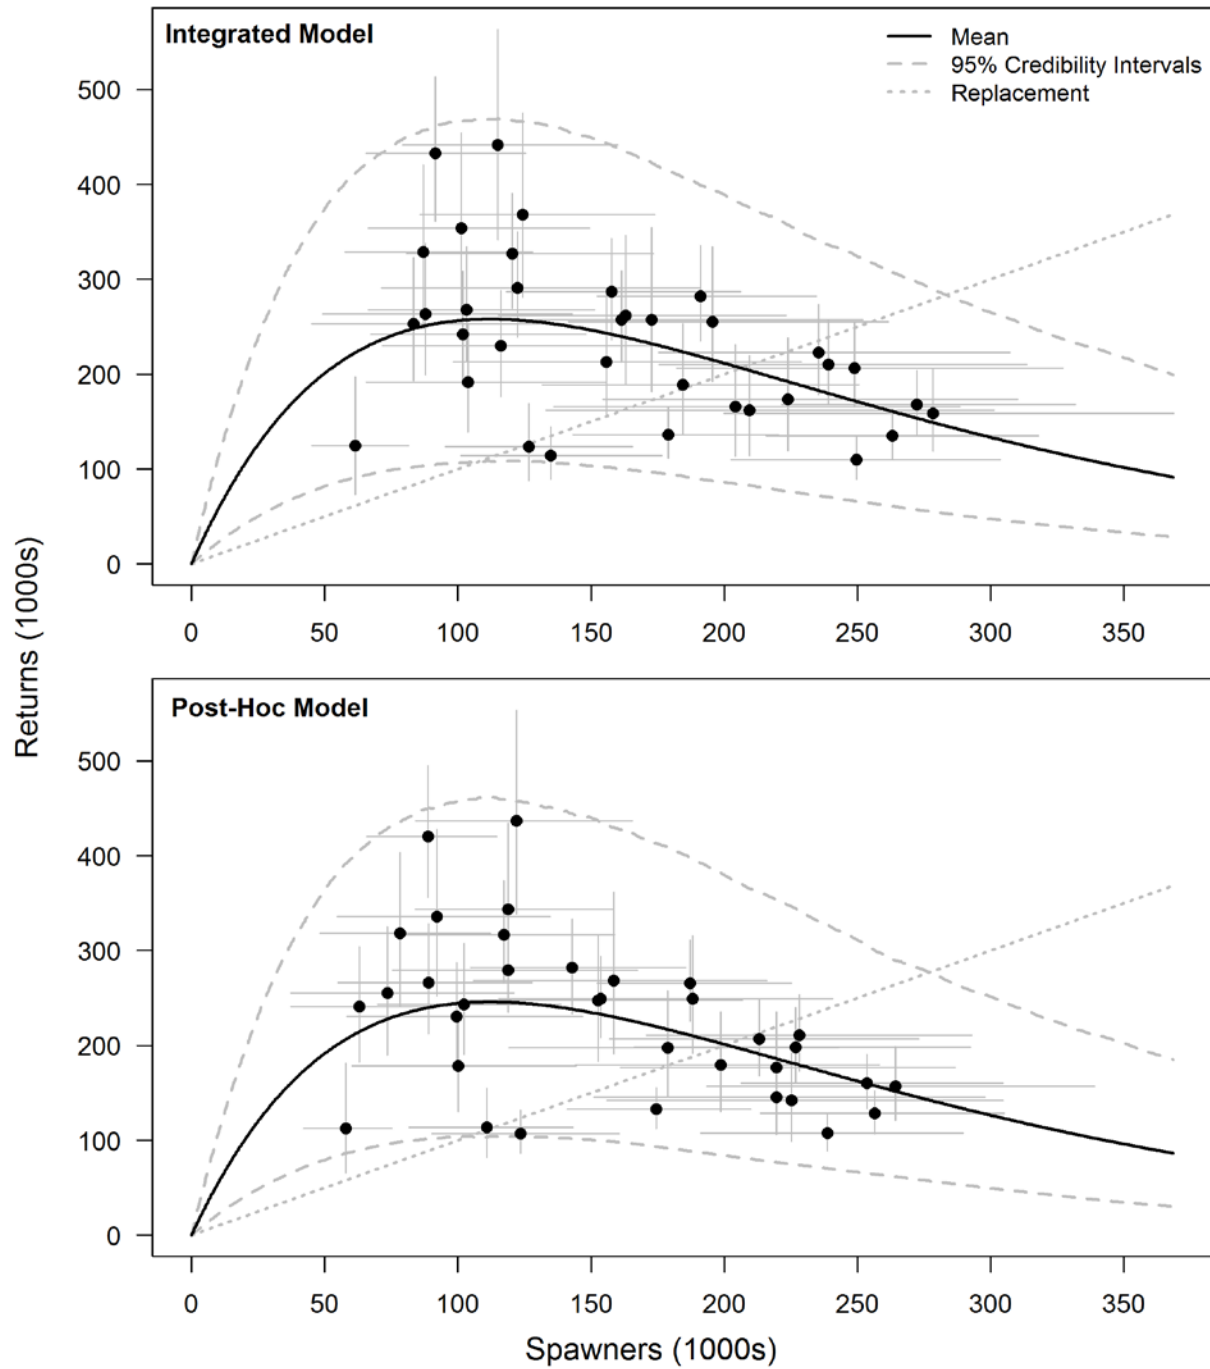 Integrated Model
Mean
95% Credibility Intervals
Replacement
500
400
300
200
100
0
0 50 100 150 200 250 300 350
Returns (1000s)
Post-Hoc Model
500
400
300
200
100
0
0 50 100 150 200 250 300 350
Spawners (1000s)